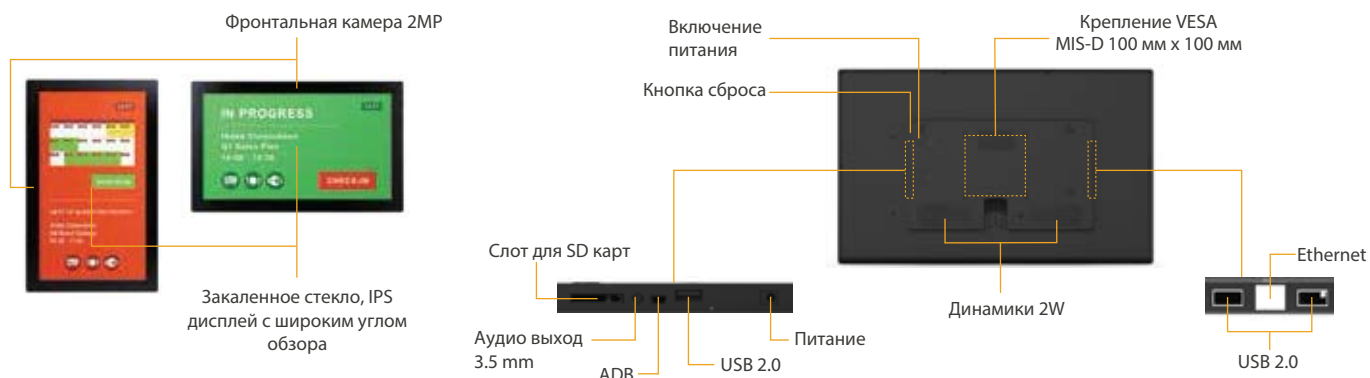 Фронтальная камера 2MP
IN PROGRESS
CHECK-IN
Закаленное стекло, IPS
дисплей с широким углом
обзора
Включение
питания
Кнопка сброса
Крепление VESA
MIS-D 100 мм x 100 мм
Слот для SD карт
Аудио выход
3.5 mm
ADB
USB 2.0
Питание
Динамики 2W
Ethernet
USB 2.0